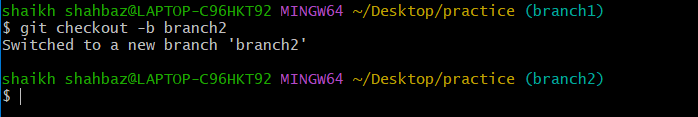 shaikh shahbaz@LAPTOP-C96HKT92 MINGW64 ~/Desktop/practice (branch1)
$ git checkout -b branch2
Switched to a new branch 'branch2'
shaikh shahbaz@LAPTOP-C96HKT92 MINGW64 ~/Desktop/practice (branch2)
$